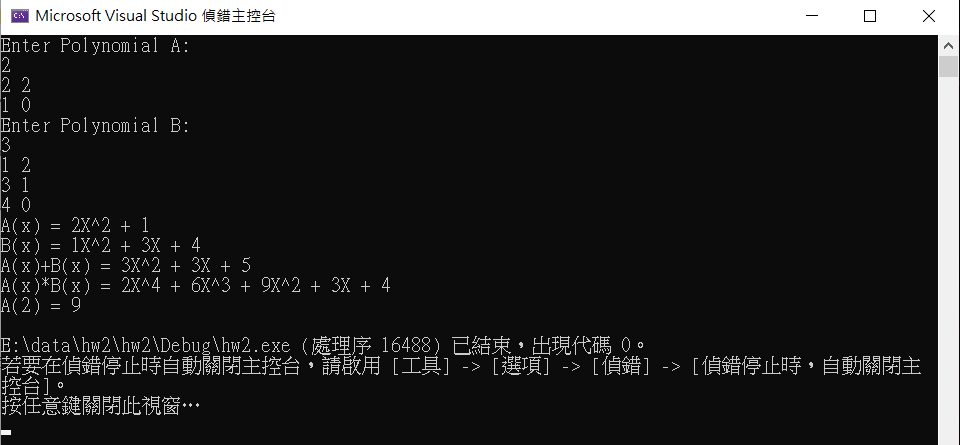 Microsoft Visual Studio 偵錯主控台
Enter Polynomial A:
2
2 2
1 0
Enter Polynomial B:
3
1 2
3 1
4 0
A(x) = 2X^2 + 1
B(x) = 1X^2 + 3X + 4
A(x)+B(x) = 3X^2 + 3X + 5
A(x)*B(x) = 2X^4 + 6X^3 + 9X^2 + 3X + 4
A(2) = 9
E:\data\hw2\hw2\Debug\hw2.exe (處理序 16488) 已結束，出現代碼 0。
若要在偵錯停止時自動關閉主控台，請啟用 [工具] -> [選項] -> [偵錯] -> [偵錯停止時，自動關閉主
控台]。
按任意鍵關閉此視窗…